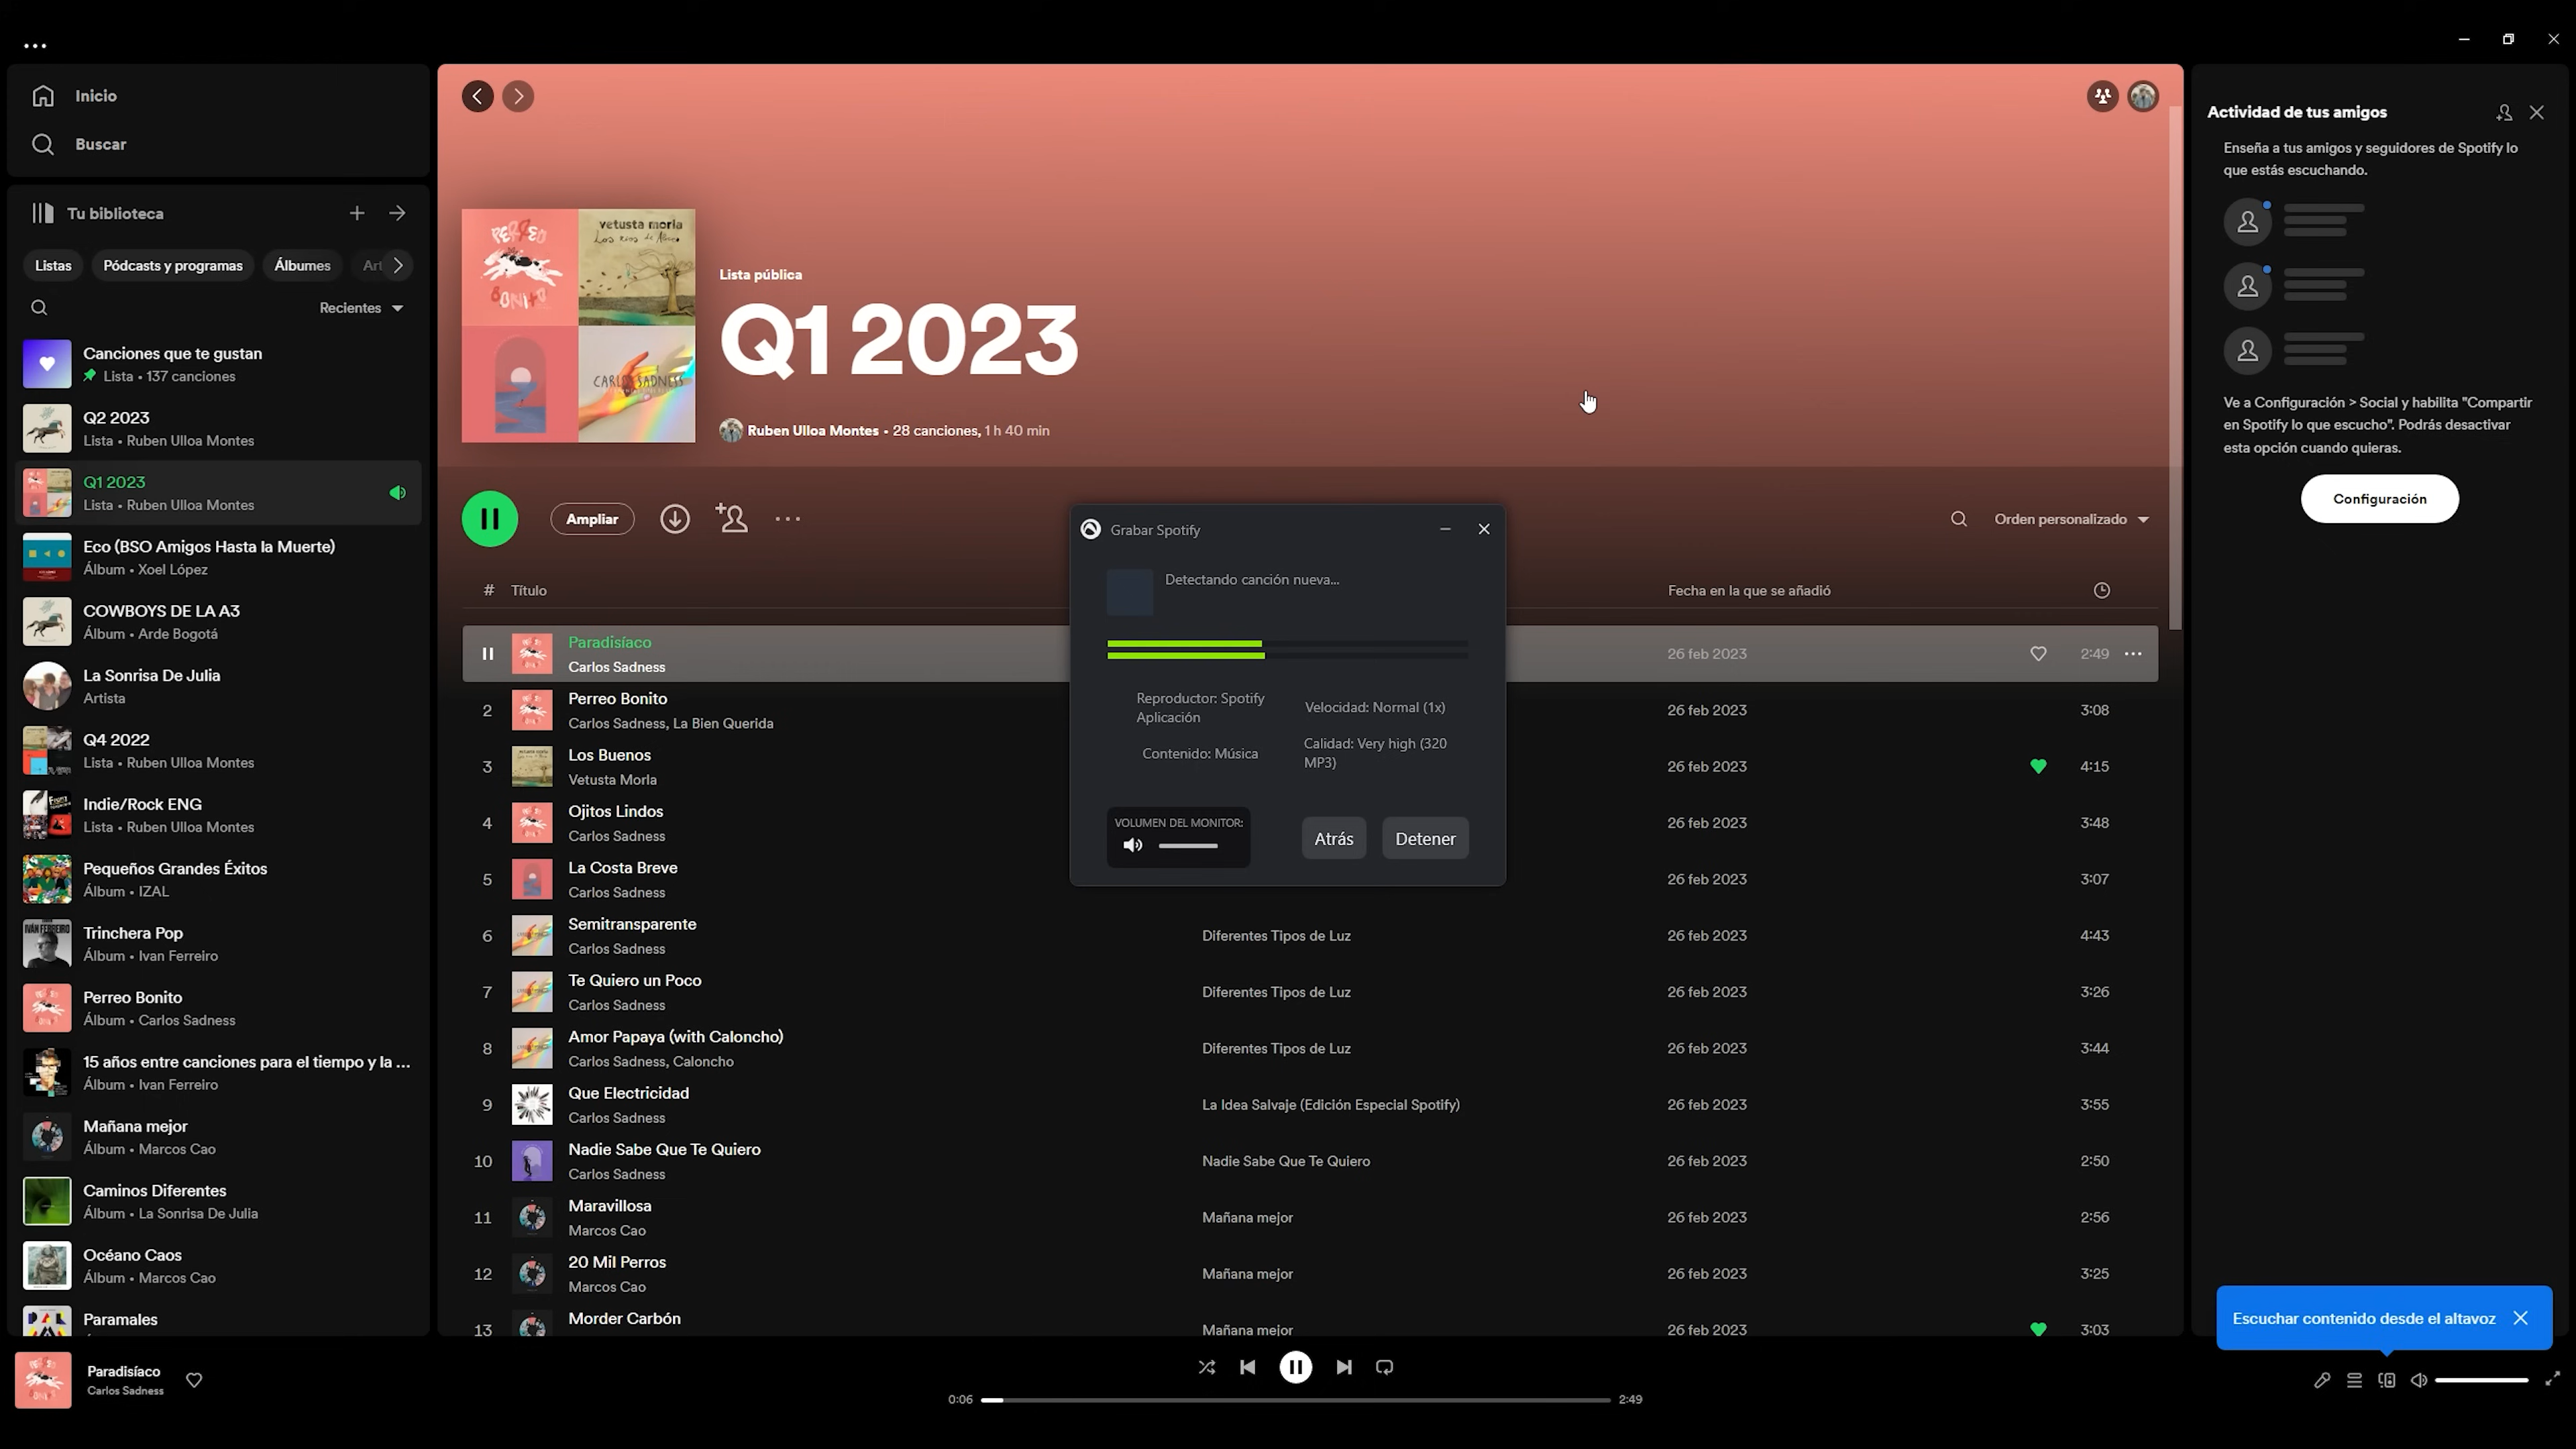 Inicio
Buscar
Tu biblioteca
Listas
Pódcasts y programas
Álbumes
Art
Recientes
Canciones que te gustan
Lista • 137 canciones
Q2 2023
Lista • Ruben Ulloa Montes
Q1 2023
Lista • Ruben Ulloa Montes
Eco (BSO Amigos Hasta la Muerte)
Álbum • Xoel López
COWBOYS DE LA A3
Álbum • Arde Bogotá
La Sonrisa De Julia
Artista
Q4 2022
Lista • Ruben Ulloa Montes
Indie/Rock ENG
Lista • Ruben Ulloa Montes
Pequeños Grandes Éxitos
Álbum • IZAL
Trinchera Pop
Álbum • Ivan Ferreiro
Perreo Bonito
Álbum • Carlos Sadness
15 años entre canciones para el tiempo y la ...
Álbum • Ivan Ferreiro
Mañana mejor
Álbum • Marcos Cao
Caminos Diferentes
Álbum • La Sonrisa De Julia
Océano Caos
Álbum • Marcos Cao
Paramales
PERREO
BONITO
vetusta morla
CARLOS SADNESS
Lista pública
Q1 2023
Ruben Ulloa Montes • 28 canciones, 1 h 40 min
Ampliar
Orden personalizado
# Título
Fecha en la que se añadió
Paradisíaco
Carlos Sadness
26 feb 2023
2:49
2
Perreo Bonito
Carlos Sadness, La Bien Querida
26 feb 2023
3:08
3
Los Buenos
Vetusta Morla
26 feb 2023
4:15
4
Ojitos Lindos
Carlos Sadness
26 feb 2023
3:48
5
La Costa Breve
Carlos Sadness
26 feb 2023
3:07
6
Semitransparente
Carlos Sadness
Diferentes Tipos de Luz
26 feb 2023
4:43
7
Te Quiero un Poco
Carlos Sadness
Diferentes Tipos de Luz
26 feb 2023
3:26
8
Amor Papaya (with Caloncho)
Carlos Sadness, Caloncho
Diferentes Tipos de Luz
26 feb 2023
3:44
9
Que Electricidad
Carlos Sadness
La Idea Salvaje (Edición Especial Spotify)
26 feb 2023
3:55
10
Nadie Sabe Que Te Quiero
Carlos Sadness
Nadie Sabe Que Te Quiero
26 feb 2023
2:50
11
Maravillosa
Marcos Cao
Mañana mejor
26 feb 2023
2:56
12
20 Mil Perros
Marcos Cao
Mañana mejor
26 feb 2023
3:25
13
Morder Carbón
Mañana mejor
26 feb 2023
3:03
Grabar Spotify
Detectando canción nueva...
Reproductor: Spotify
Aplicación
Velocidad: Normal (1x)
Contenido: Música
Calidad: Very high (320
MP3)
VOLUMEN DEL MONITOR:
Atrás
Detener
Actividad de tus amigos
Enseña a tus amigos y seguidores de Spotify lo
que estás escuchando.
Ve a Configuración > Social y habilita "Compartir
en Spotify lo que escucho". Podrás desactivar
esta opción cuando quieras.
Configuración
Escuchar contenido desde el altavoz
Paradisíaco
Carlos Sadness
0:06
2:49